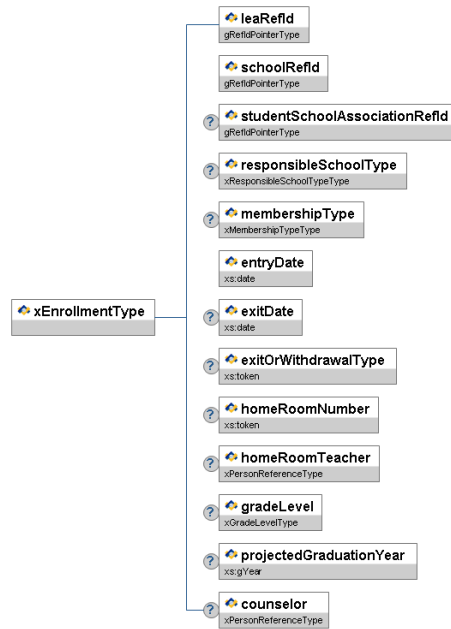 leaRefId
gRefIdPointerType
schoolRefId
gRefIdPointerType
? studentSchoolAssociationRefId
gRefIdPointerType
? responsibleSchoolType
xResponsibleSchoolTypeType
? membershipType
xMembershipTypeType
entryDate
xs:date
xEnrollmentType
? exitDate
xs:date
? exitOrWithdrawalType
xs:token
? homeRoomNumber
xs:token
? homeRoomTeacher
xPersonReferenceType
? gradeLevel
xGradeLevelType
? projectedGraduationYear
xs:gYear
? counselor
xPersonReferenceType